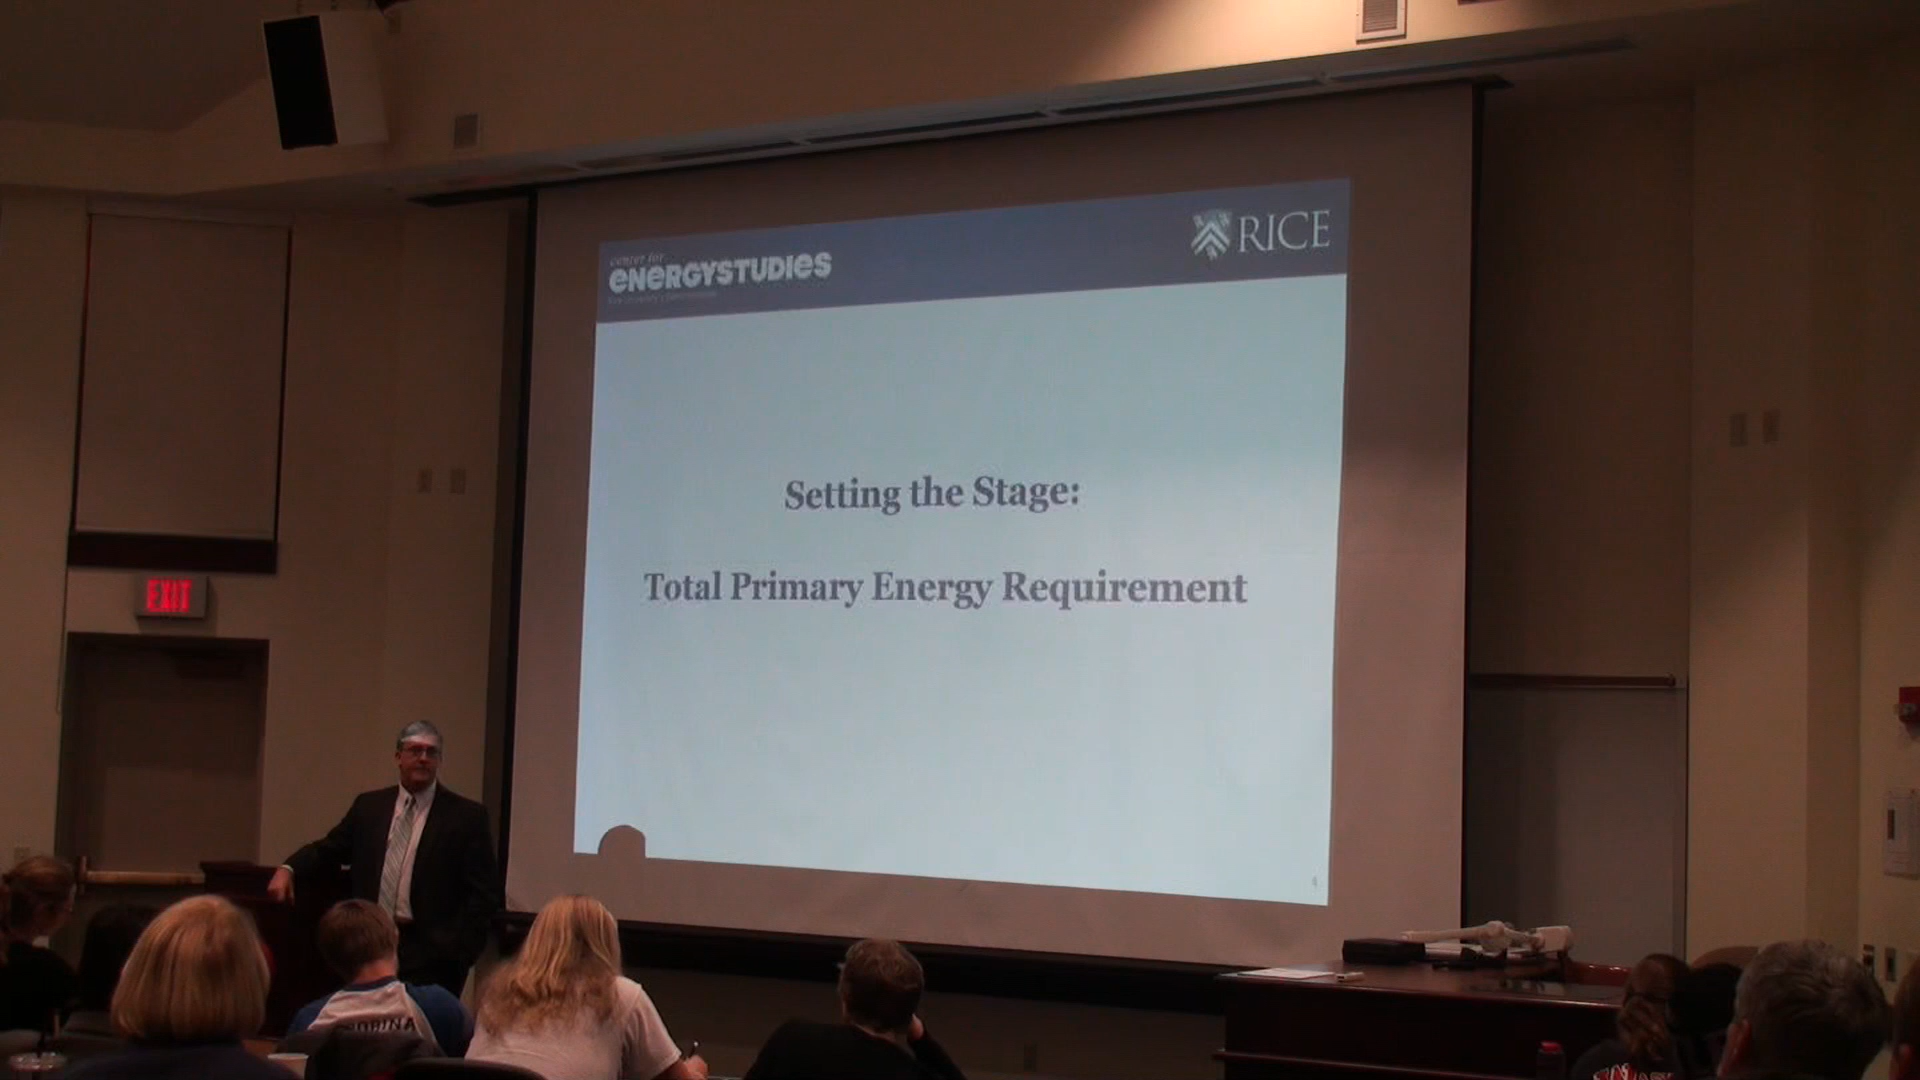 center for
ENERGYSTUDIES
RICE
Setting the Stage:
Total Primary Energy Requirement
EXIT